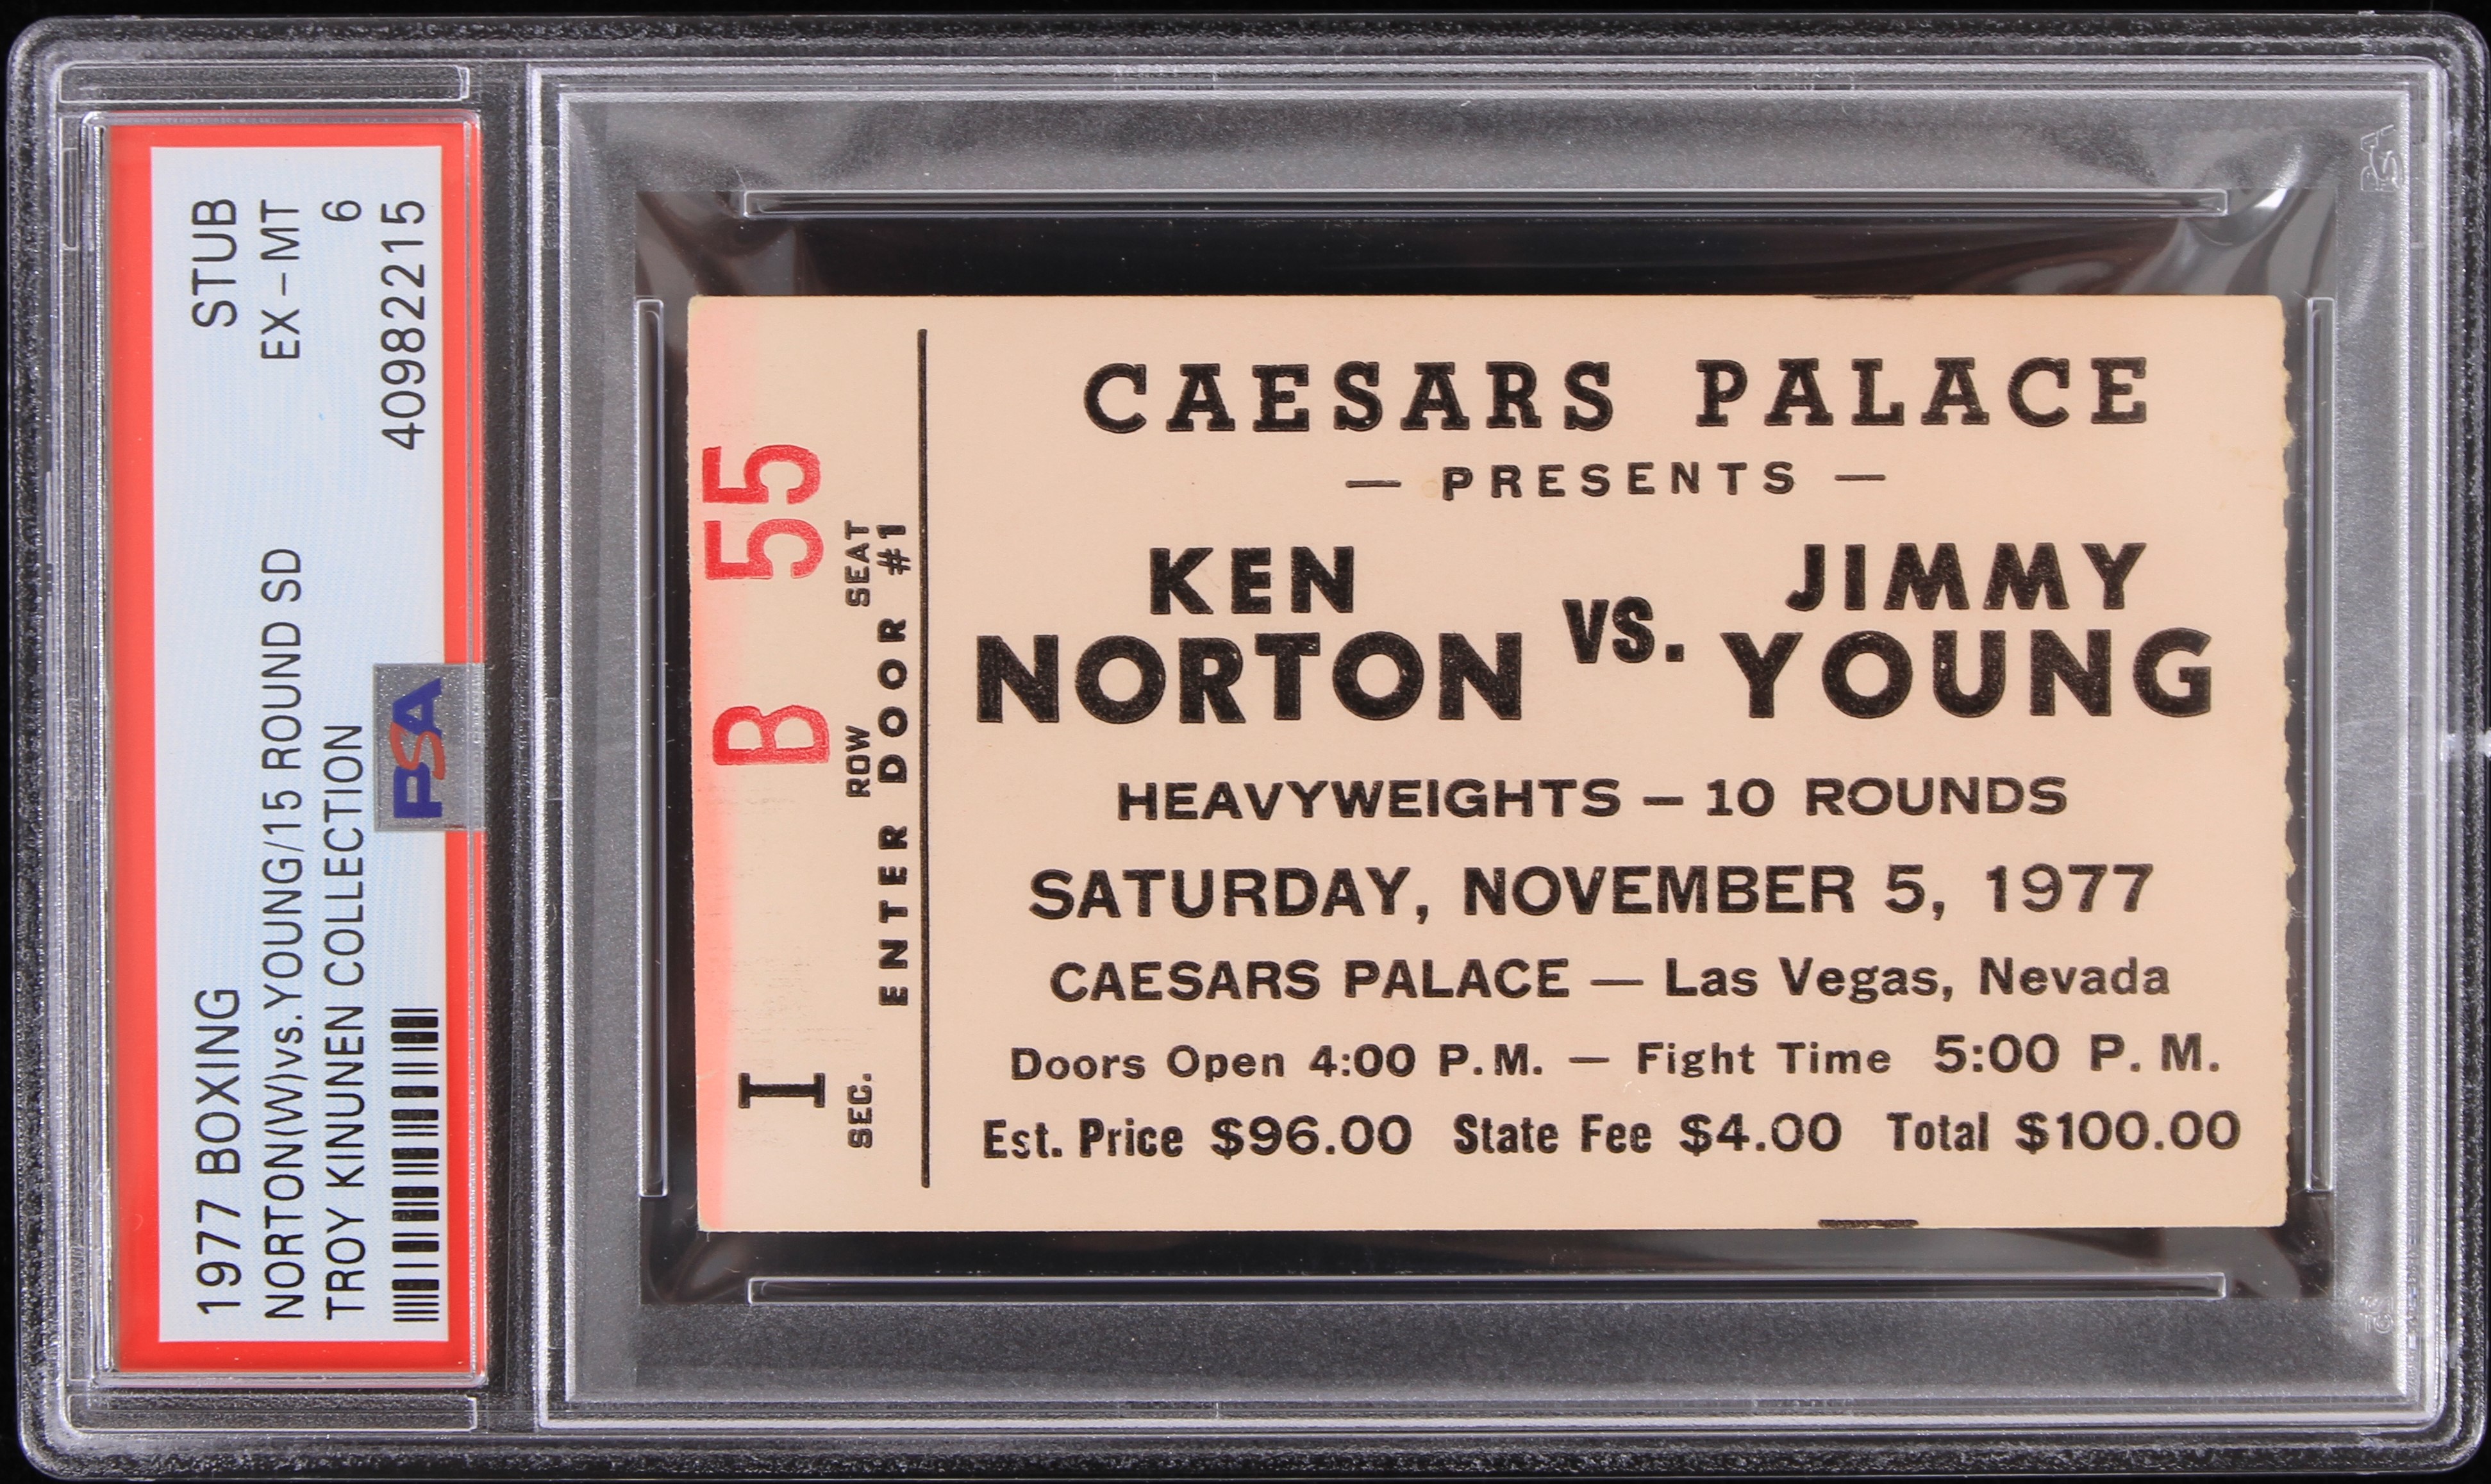 1977 BOXING STUB
NORTON(W)vs.YOUNG/15 ROUND SD EX-MT
TROY KINUNEN COLLECTION 6
40982215
PSA
I B 55
SEC. ROW SEAT
ENTER DOOR #1
CAESARS PALACE
— PRESENTS —
KEN NORTON VS. JIMMY YOUNG
HEAVYWEIGHTS — 10 ROUNDS
SATURDAY, NOVEMBER 5, 1977
CAESARS PALACE — Las Vegas, Nevada
Doors Open 4:00 P.M. — Fight Time 5:00 P. M.
Est. Price $96.00 State Fee $4.00 Total $100.00
PSA